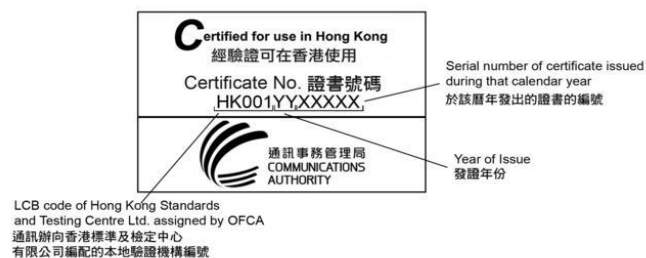 Certified for use in Hong Kong
經驗證可在香港使用
Certificate No. 證書號碼
HK001,YY,XXXXX
Serial number of certificate issued
during that calendar year
於該曆年發出的證書的編號
通訊事務管理局
COMMUNICATIONS
AUTHORITY
Year of Issue
發證年份
LCB code of Hong Kong Standards
and Testing Centre Ltd. assigned by OFCA
通訊辦向香港標準及檢定中心
有限公司編配的本地驗證機構編號